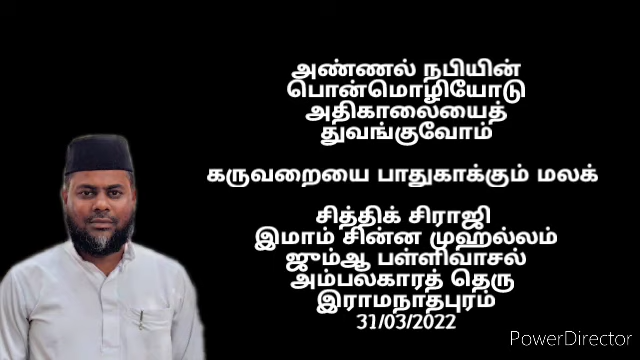 அண்ணல் நபியின்
பொன்மொழியோடு
அதிகாலையைத்
துவங்குவோம்
கருவறையை பாதுகாக்கும் மலக்
சித்திக் சிராஜி
இமாம் சின்ன முஹல்லம்
ஜும்ஆ பள்ளிவாசல்
அம்பலகாரத் தெரு
இராமநாதபுரம்
31/03/2022
PowerDirector